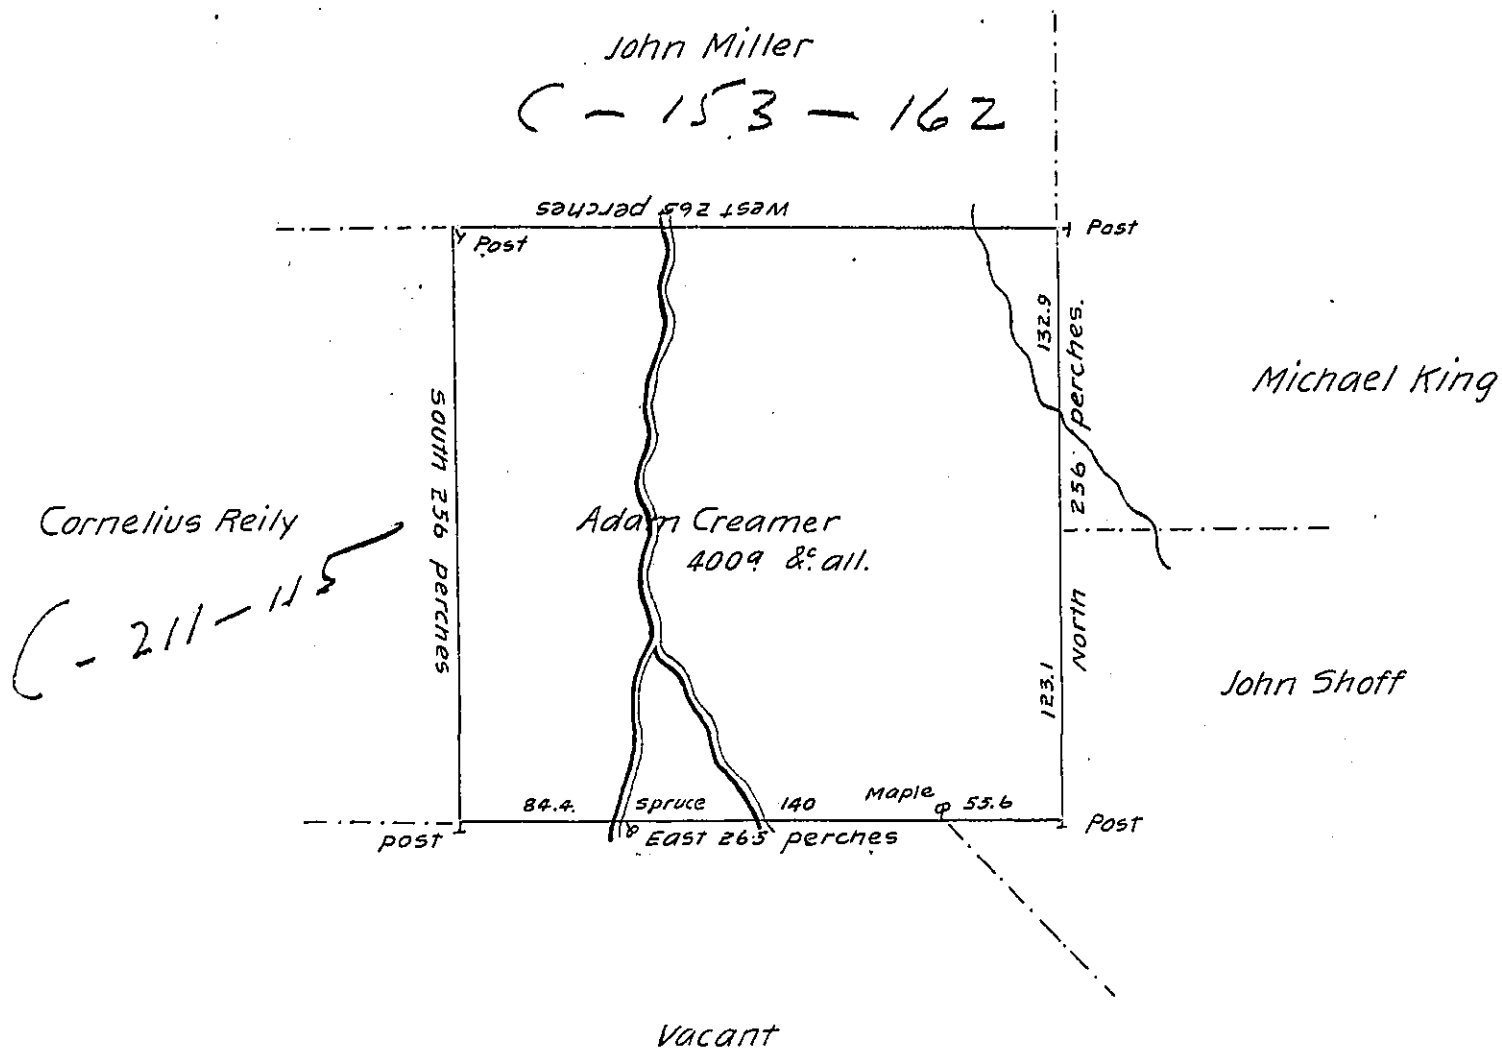 John Miller
C - 153 - 162
West 265 perches
Post
Post
132.9
North 256 perches.
Michael King
South 256 perches
Cornelius Reily
C - 211 - 115
Adam Creamer
400a &c. all.
123.1
John Shoff
84.4.
Spruce
140
Maple
55.6
post
East 265 perches
Post
Vacant